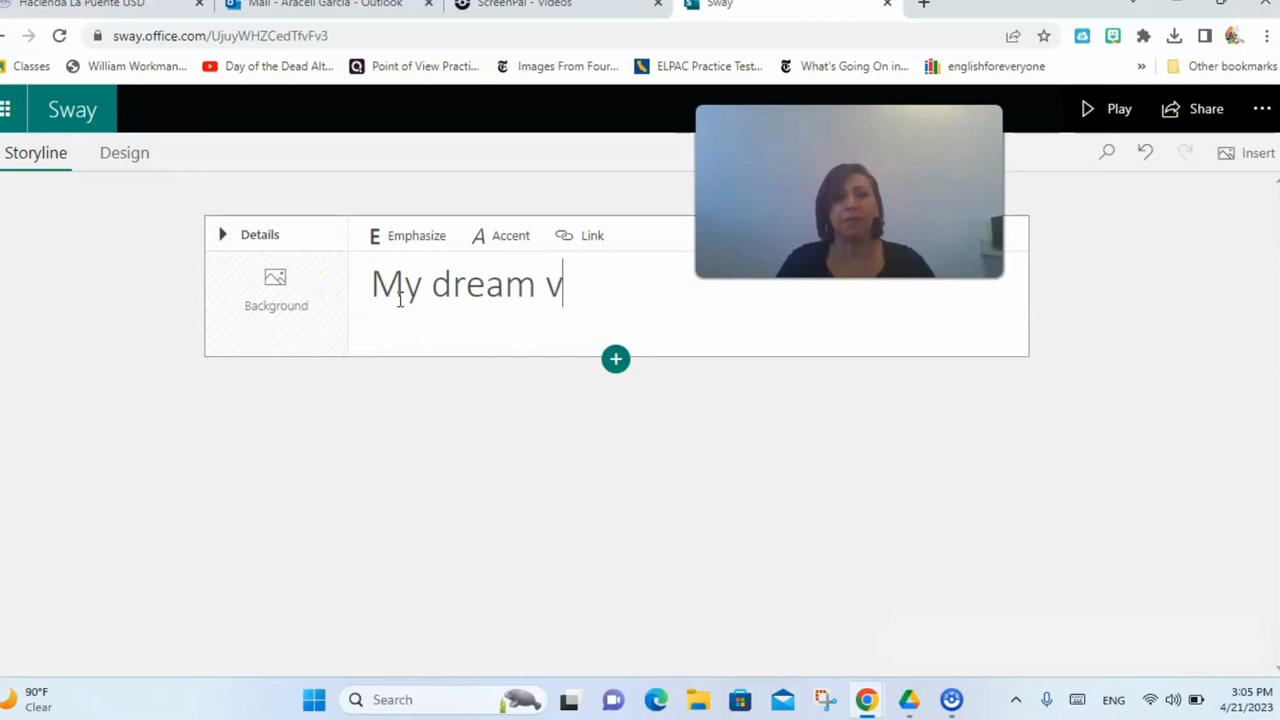 Hacienda La Puente USD
Mail - Araceli Garcia - Outlook
ScreenPal - Videos
Sway
sway.office.com/UjuyWHZCedTfvFv3
Classes
William Workman...
Day of the Dead Alt...
Point of View Practi...
Images From Four...
ELPAC Practice Test...
What's Going On in...
englishforeveryone
»
Other bookmarks
Sway
Play
Share
Storyline
Design
Insert
Details
E Emphasize
A Accent
Link
Background
My dream v
90°F
Clear
Search
ENG
3:05 PM
4/21/2023